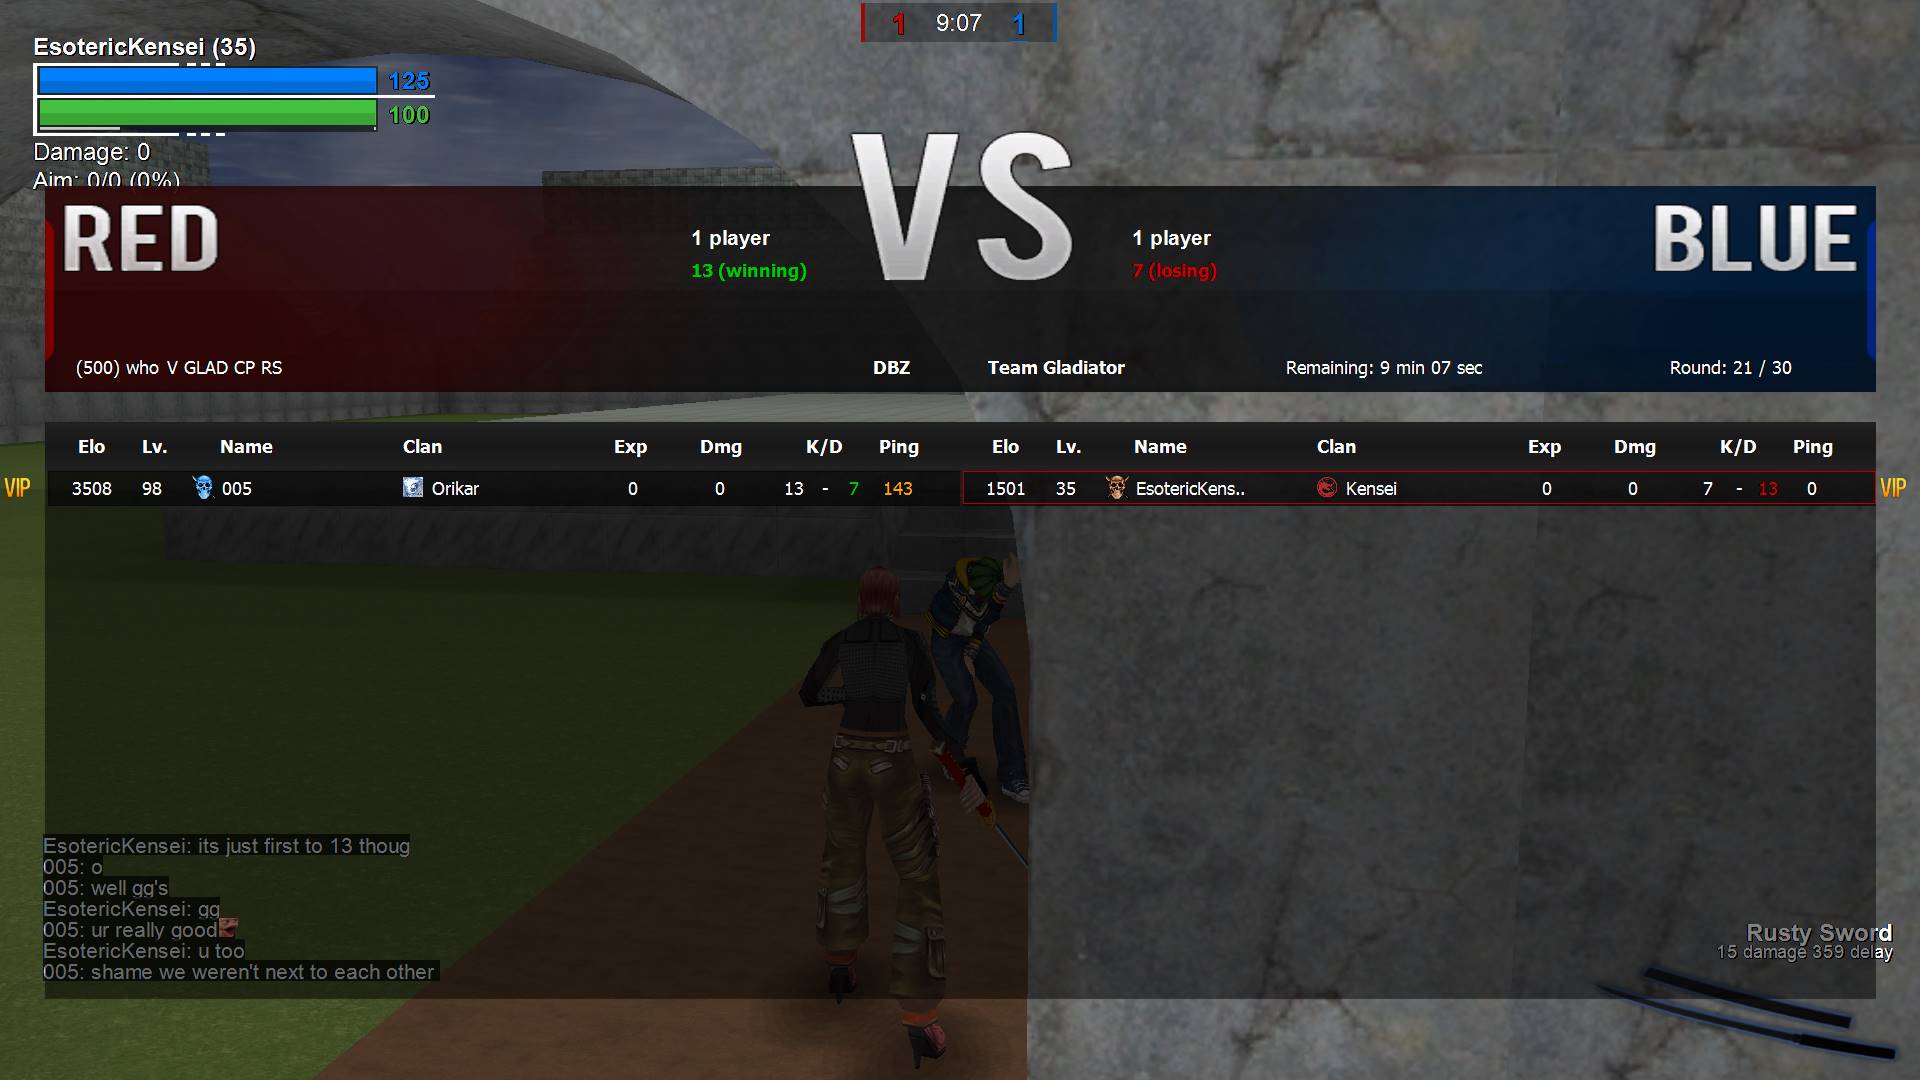 1 9:07 1
EsotericKensei (35)
125
100
Damage: 0
Aim: 0/0 (0%)
VS
RED
BLUE
1 player
1 player
13 (winning)
7 (losing)
(500) who V GLAD CP RS
DBZ
Team Gladiator
Remaining: 9 min 07 sec
Round: 21 / 30
Elo Lv. Name Clan Exp Dmg K/D Ping Elo Lv. Name Clan Exp Dmg K/D Ping
VIP 3508 98 005 Orikar 0 0 13 - 7 143 1501 35 EsotericKens.. Kensei 0 0 7 - 13 0 VIP
EsotericKensei: its just first to 13 thoug
005: o
005: well gg's
EsotericKensei: gg
005: ur really good
EsotericKensei: u too
005: shame we weren't next to each other
Rusty Sword
15 damage 359 delay